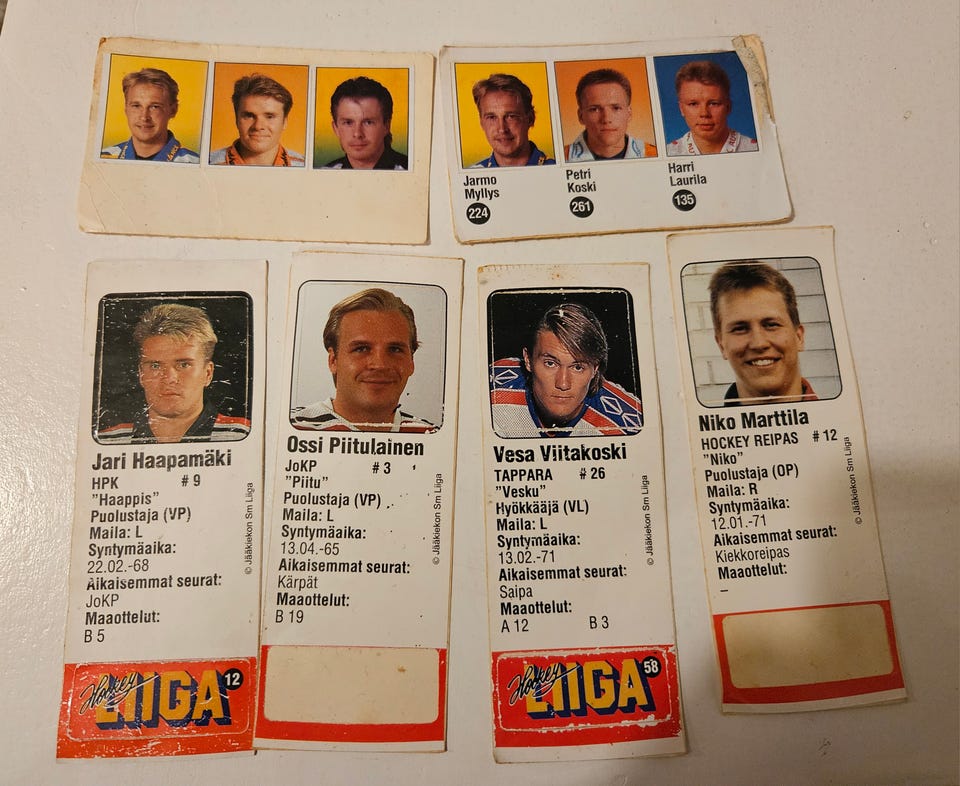 Jarmo
Myllys
224
Petri
Koski
261
Harri
Laurila
135
Jari Haapamäki
HPK # 9
"Haappis"
Puolustaja (VP)
Maila: L
Syntymäaika:
22.02.-68
Aikaisemmat seurat:
JoKP
Maaottelut:
B 5
© Jääkiekon Sm Liiga
Hockey
LIIGA
12
Ossi Piitulainen
JoKP # 3
"Piitu"
Puolustaja (VP)
Maila: L
Syntymäaika:
13.04.-65
Aikaisemmat seurat:
Kärpät
Maaottelut:
B 19
© Jääkiekon Sm Liiga
Vesa Viitakoski
TAPPARA # 26
"Vesku"
Hyökkääjä (VL)
Maila: L
Syntymäaika:
13.02.-71
Aikaisemmat seurat:
Saipa
Maaottelut:
A 12 B 3
© Jääkiekon Sm Liiga
Hockey
LIIGA
58
Niko Marttila
HOCKEY REIPAS # 12
"Niko"
Puolustaja (OP)
Maila: R
Syntymäaika:
12.01.-71
Aikaisemmat seurat:
Kiekkoreipas
Maaottelut:
–
© Jääkiekon Sm Liiga